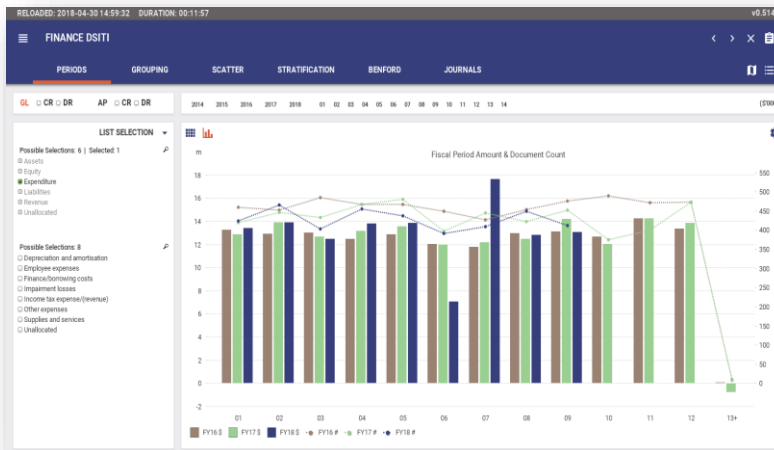 RELOADED: 2018-04-30 14:59:32 DURATION: 00:11:57 v0.514
FINANCE DSITI
PERIODS GROUPING SCATTER STRATIFICATION BENFORD JOURNALS
GL CR DR AP CR DR
2014 2015 2016 2017 2018 01 02 03 04 05 06 07 08 09 10 11 12 13 14
LIST SELECTION
Possible Selections: 6 | Selected: 1
Assets
Equity
Expenditure
Liabilities
Revenue
Unallocated
Possible Selections: 8
Depreciation and amortisation
Employee expenses
Finance/borrowing costs
Impairment losses
Income tax expense/(revenue)
Other expenses
Supplies and services
Unallocated
m
Fiscal Period Amount & Document Count
18
16
14
12
10
8
6
4
2
0
-2
550
500
450
400
350
300
250
200
150
100
50
0
01 02 03 04 05 06 07 08 09 10 11 12 13+
FY16 $ FY17 $ FY18 $ FY16 # FY17 # FY18 #